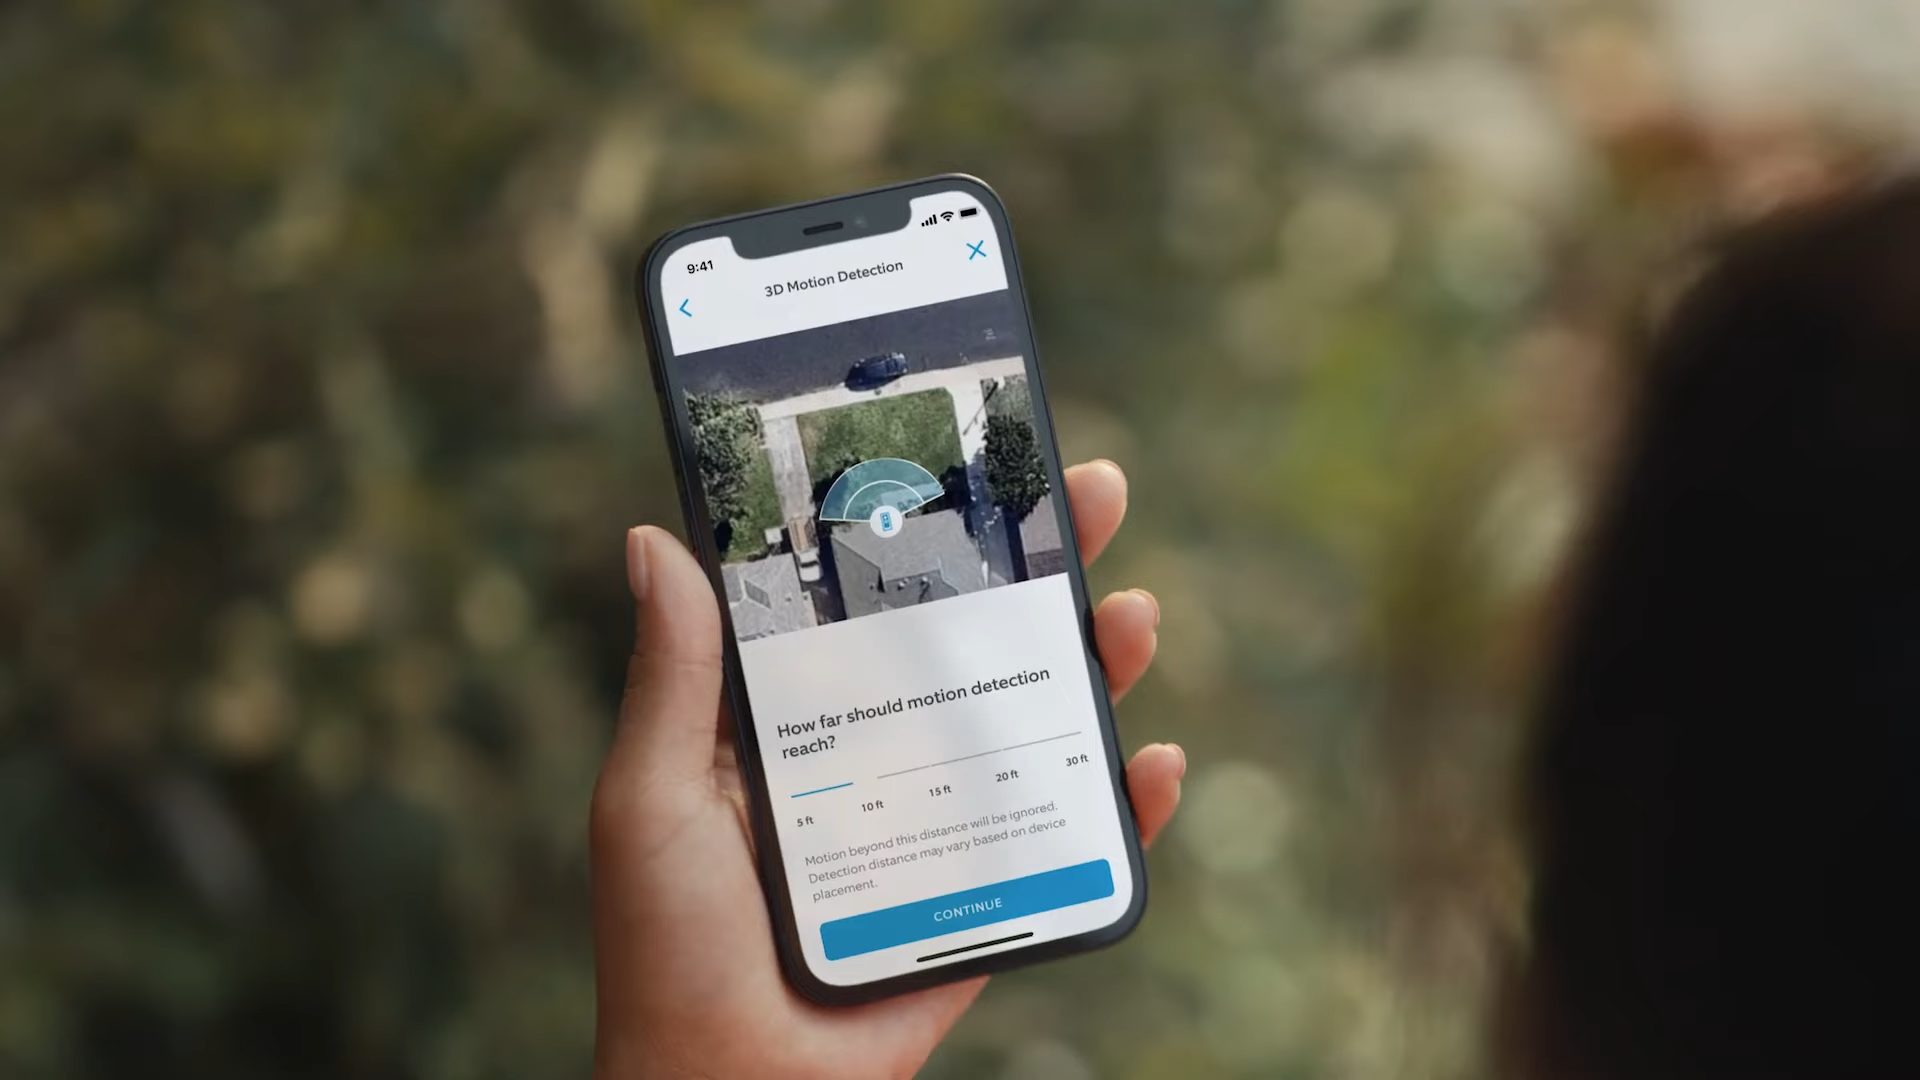 9:41
3D Motion Detection
How far should motion detection
reach?
5 ft
10 ft
15 ft
20 ft
30 ft
Motion beyond this distance will be ignored.
Detection distance may vary based on device
placement.
CONTINUE